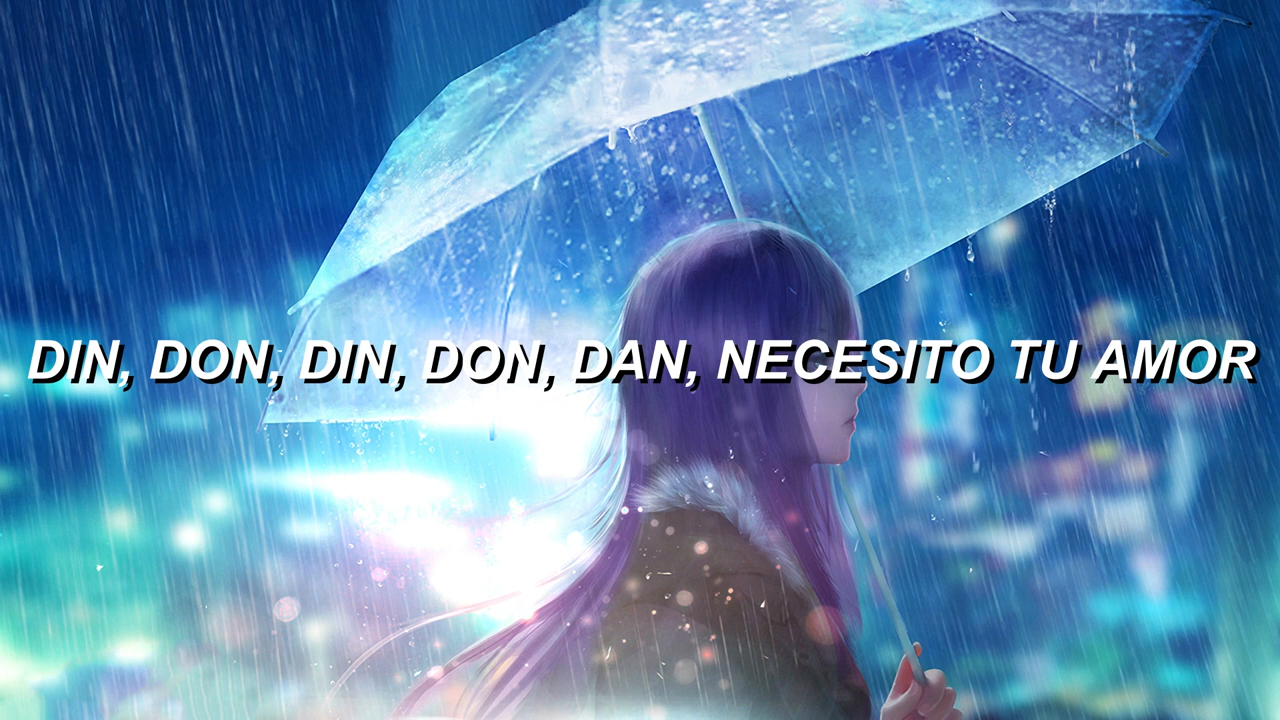 DIN, DON, DIN, DON, DAN, NECESITO TU AMOR